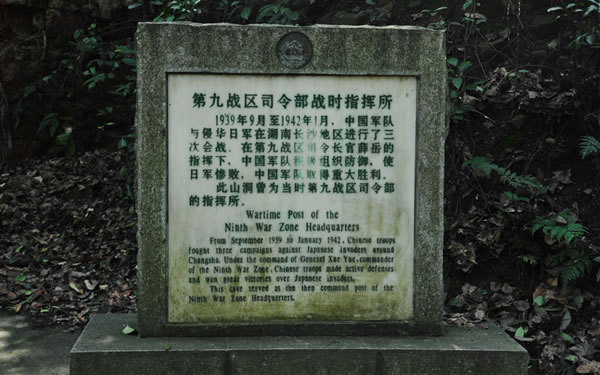 第九战区司令部战时指挥所
1939年9月至1942年1月，中国军队
与侵华日军在湖南长沙地区进行了三
次会战。在第九战区司令长官薛岳的
指挥下，中国军队积极组织防御，使
日军惨败，中国军队取得重大胜利。
此山洞曾为当时第九战区司令部
的指挥所。
Wartime Post of the
Ninth War Zone Headquarters
From September 1939 to January 1942, Chinese troops
fought three campaigns against Japanese invaders around
Changsha. Under the command of General Xue Yue, commander
of the Ninth War Zone, Chinese troops made active defenses
and won great victories over Japanese invaders.
This cave served as the then command post of the
Ninth War Zone Headquarters.